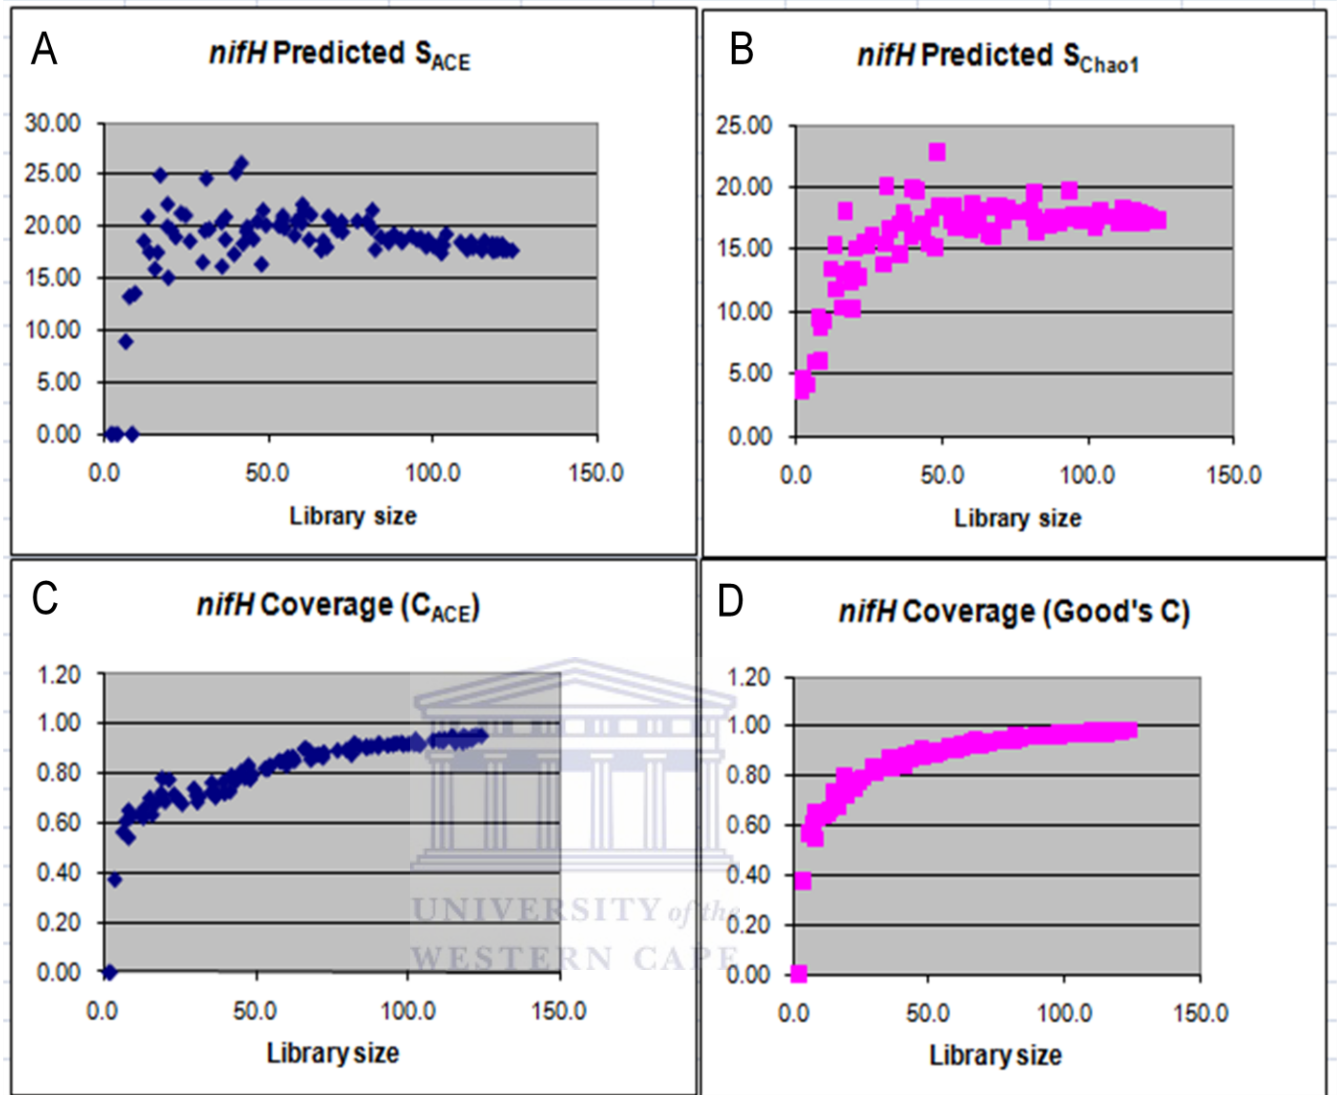 A
nifH Predicted SACE
30.00
25.00
20.00
15.00
10.00
5.00
0.00
0.0 50.0 100.0 150.0
Library size
B
nifH Predicted SChao1
25.00
20.00
15.00
10.00
5.00
0.00
0.0 50.0 100.0 150.0
Library size
C
nifH Coverage (CACE)
1.20
1.00
0.80
0.60
0.40
0.20
0.00
0.0 50.0 100.0 150.0
Library size
D
nifH Coverage (Good's C)
1.20
1.00
0.80
0.60
0.40
0.20
0.00
0.0 50.0 100.0 150.0
Library size
UNIVERSITY of the
WESTERN CAPE